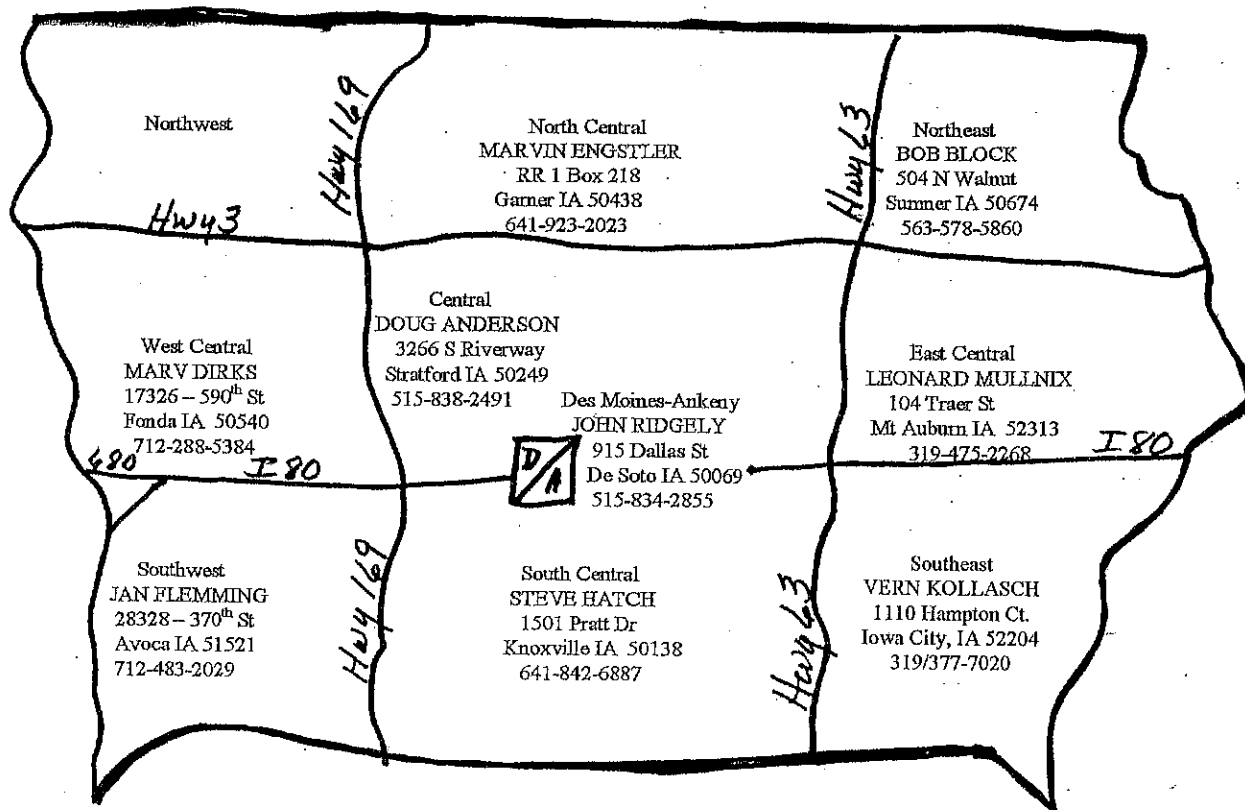 Northwest
Hwy 169
North Central
MARVIN ENGSTLER
RR 1 Box 218
Garner IA 50438
641-923-2023
Hwy 63
Northeast
BOB BLOCK
504 N Walnut
Sumner IA 50674
563-578-5860
Hwy 3
West Central
MARV DIRKS
17326 – 590th St
Fonda IA 50540
712-288-5384
Central
DOUG ANDERSON
3266 S Riverway
Stratford IA 50249
515-838-2491
Des Moines-Ankeny
JOHN RIDGELY
915 Dallas St
De Soto IA 50069
515-834-2855
D/A
East Central
LEONARD MULLNIX
104 Traer St
Mt Auburn IA 52313
319-475-2268
I 80
680
I 80
Southwest
JAN FLEMMING
28328 – 370th St
Avoca IA 51521
712-483-2029
Hwy 169
South Central
STEVE HATCH
1501 Pratt Dr
Knoxville IA 50138
641-842-6887
Hwy 63
Southeast
VERN KOLLASCH
1110 Hampton Ct.
Iowa City, IA 52204
319/377-7020